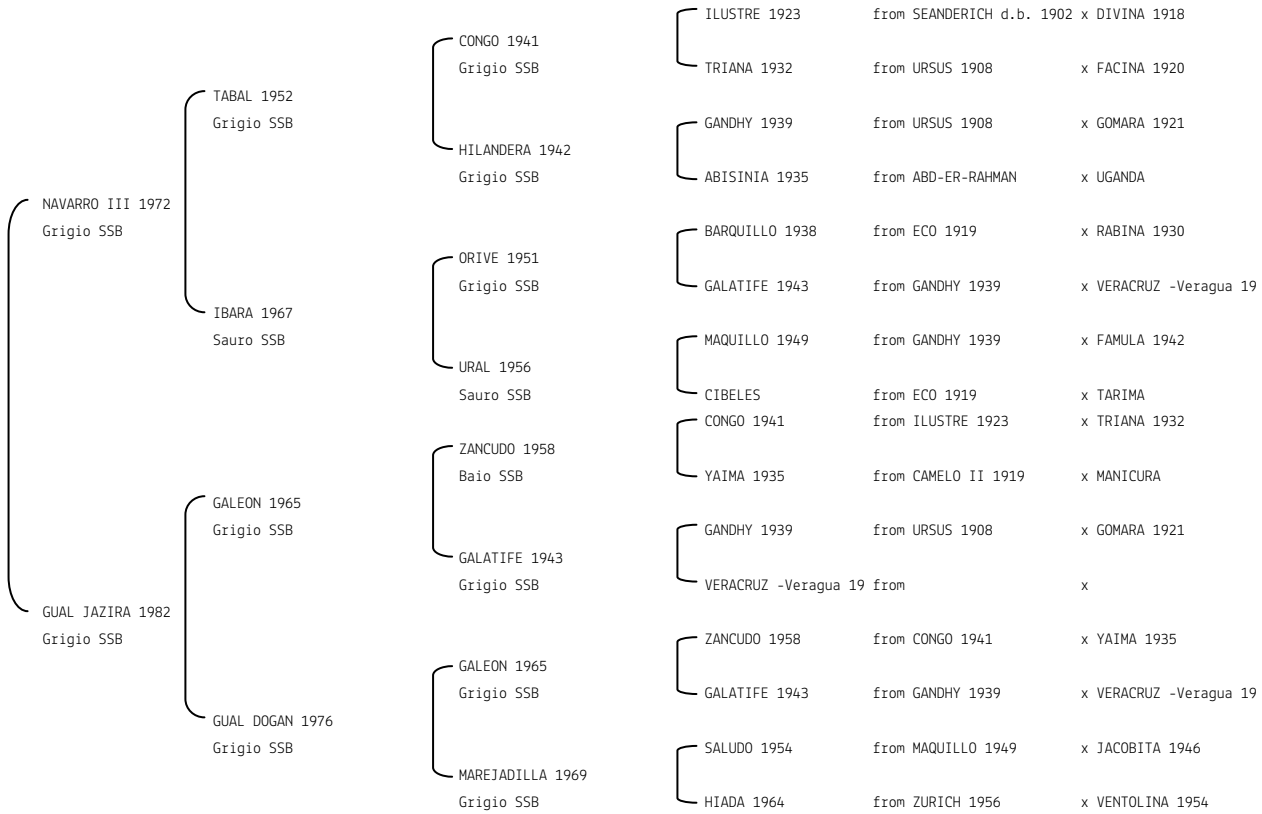 ILUSTRE 1923 from SEANDERICH d.b. 1902 x DIVINA 1918
CONGO 1941
Grigio SSB
TRIANA 1932 from URSUS 1908 x FACINA 1920
TABAL 1952
Grigio SSB
GANDHY 1939 from URSUS 1908 x GOMARA 1921
HILANDERA 1942
Grigio SSB
ABISINIA 1935 from ABD-ER-RAHMAN x UGANDA
NAVARRO III 1972
Grigio SSB
BARQUILLO 1938 from ECO 1919 x RABINA 1930
ORIVE 1951
Grigio SSB
GALATIFE 1943 from GANDHY 1939 x VERACRUZ -Veragua 19
IBARA 1967
Sauro SSB
MAQUILLO 1949 from GANDHY 1939 x FAMULA 1942
URAL 1956
Sauro SSB
CIBELES from ECO 1919 x TARIMA
CONGO 1941 from ILUSTRE 1923 x TRIANA 1932
ZANCUDO 1958
Baio SSB
YAIMA 1935 from CAMELO II 1919 x MANICURA
GALEON 1965
Grigio SSB
GANDHY 1939 from URSUS 1908 x GOMARA 1921
GALATIFE 1943
Grigio SSB
VERACRUZ -Veragua 19 from x
GUAL JAZIRA 1982
Grigio SSB
ZANCUDO 1958 from CONGO 1941 x YAIMA 1935
GALEON 1965
Grigio SSB
GALATIFE 1943 from GANDHY 1939 x VERACRUZ -Veragua 19
GUAL DOGAN 1976
Grigio SSB
SALUDO 1954 from MAQUILLO 1949 x JACOBITA 1946
MAREJADILLA 1969
Grigio SSB
HIADA 1964 from ZURICH 1956 x VENTOLINA 1954